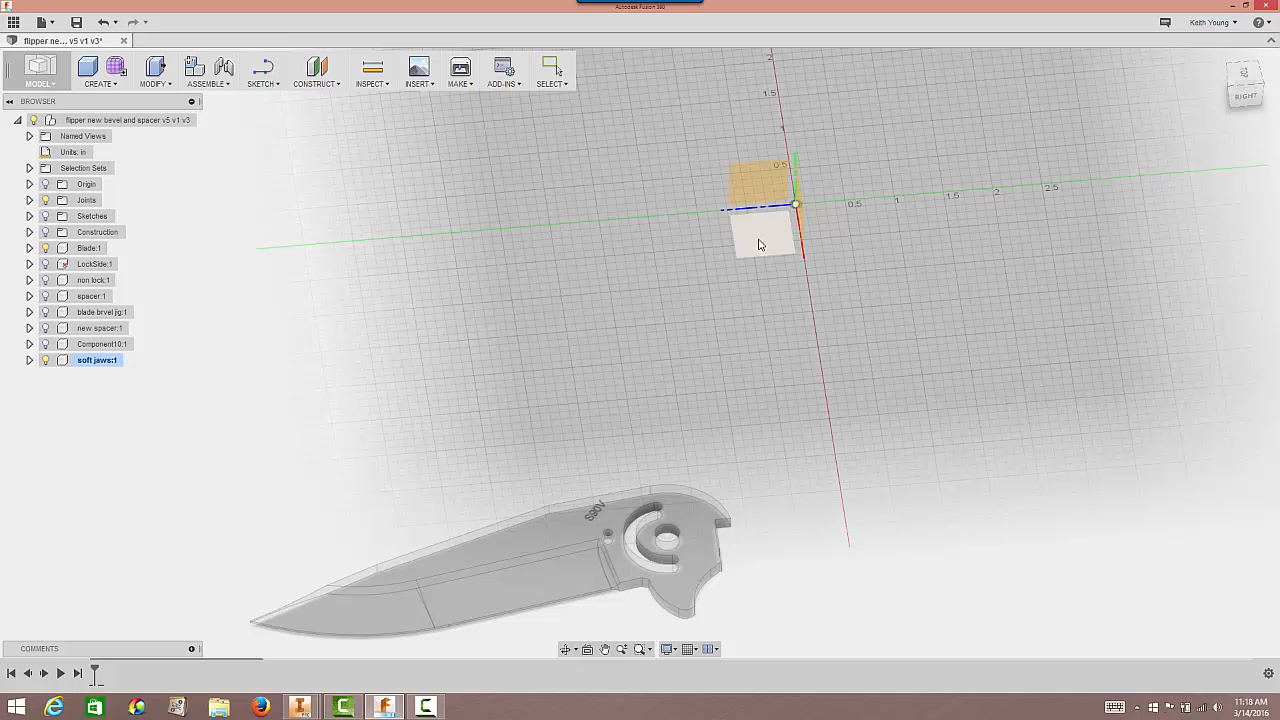 Autodesk Fusion 360
Keith Young
flipper ne... v5 v1 v3*
MODEL
CREATE
MODIFY
ASSEMBLE
SKETCH
CONSTRUCT
INSPECT
INSERT
MAKE
ADD-INS
SELECT
RIGHT
BROWSER
flipper new bevel and spacer v5 v1 v3
Named Views
Units: in
Selection Sets
Origin
Joints
Sketches
Construction
Blade:1
LockSide:1
non lock:1
spacer:1
blade brvel jig:1
new spacer:1
Component10:1
soft jaws:1
2
1.5
1
0.5
0.5
1
1.5
2
2.5
S90V
COMMENTS
11:18 AM
3/14/2016